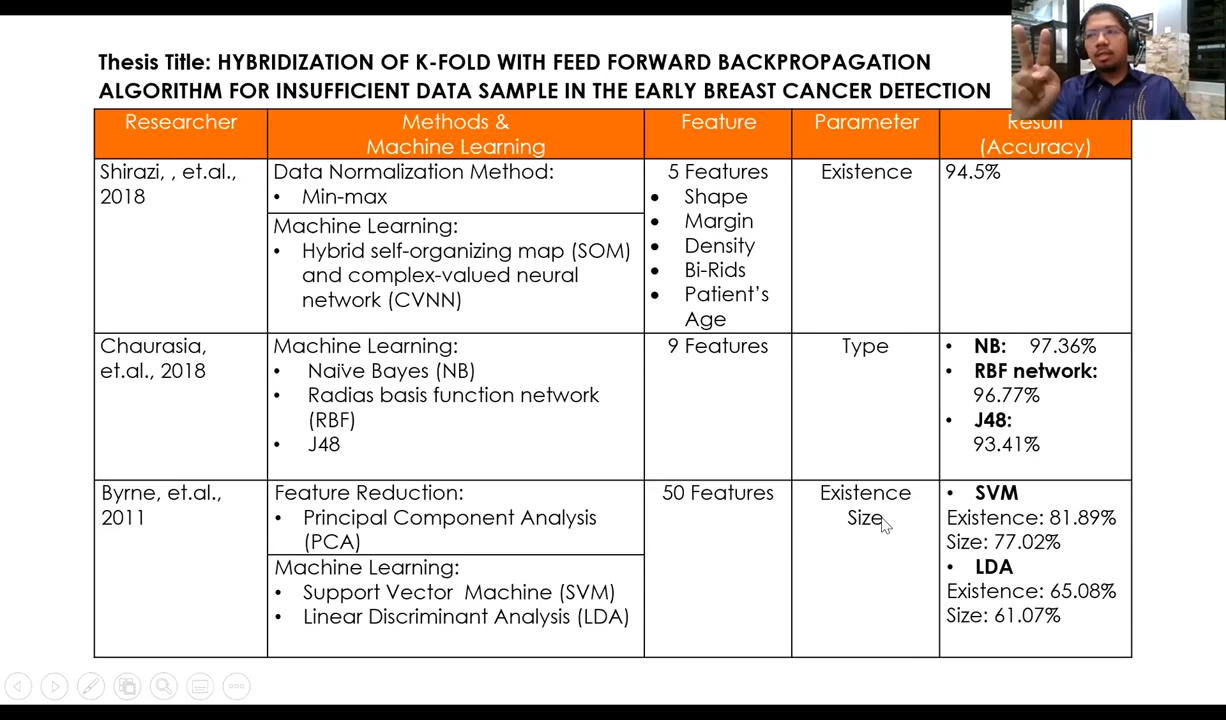 Thesis Title: HYBRIDIZATION OF K-FOLD WITH FEED FORWARD BACKPROPAGATION
ALGORITHM FOR INSUFFICIENT DATA SAMPLE IN THE EARLY BREAST CANCER DETECTION
Researcher
Methods &
Machine Learning
Feature
Parameter
Result
(Accuracy)
Shirazi, , et.al.,
2018
Data Normalization Method:
• Min-max
Machine Learning:
• Hybrid self-organizing map (SOM)
and complex-valued neural
network (CVNN)
5 Features
• Shape
• Margin
• Density
• Bi-Rids
• Patient’s
Age
Existence
94.5%
Chaurasia,
et.al., 2018
Machine Learning:
• Naïve Bayes (NB)
• Radias basis function network
(RBF)
• J48
9 Features
Type
• NB: 97.36%
• RBF network:
96.77%
• J48:
93.41%
Byrne, et.al.,
2011
Feature Reduction:
• Principal Component Analysis
(PCA)
Machine Learning:
• Support Vector Machine (SVM)
• Linear Discriminant Analysis (LDA)
50 Features
Existence
Size
• SVM
Existence: 81.89%
Size: 77.02%
• LDA
Existence: 65.08%
Size: 61.07%